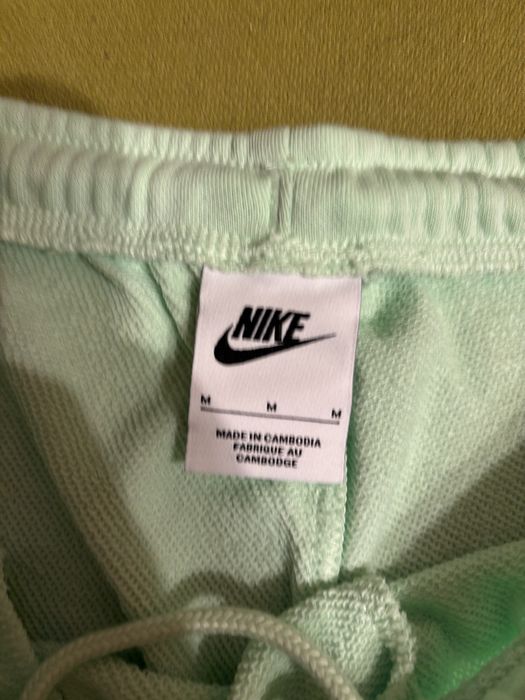 NIKE
M M M
MADE IN CAMBODIA
FABRIQUE AU
CAMBODGE